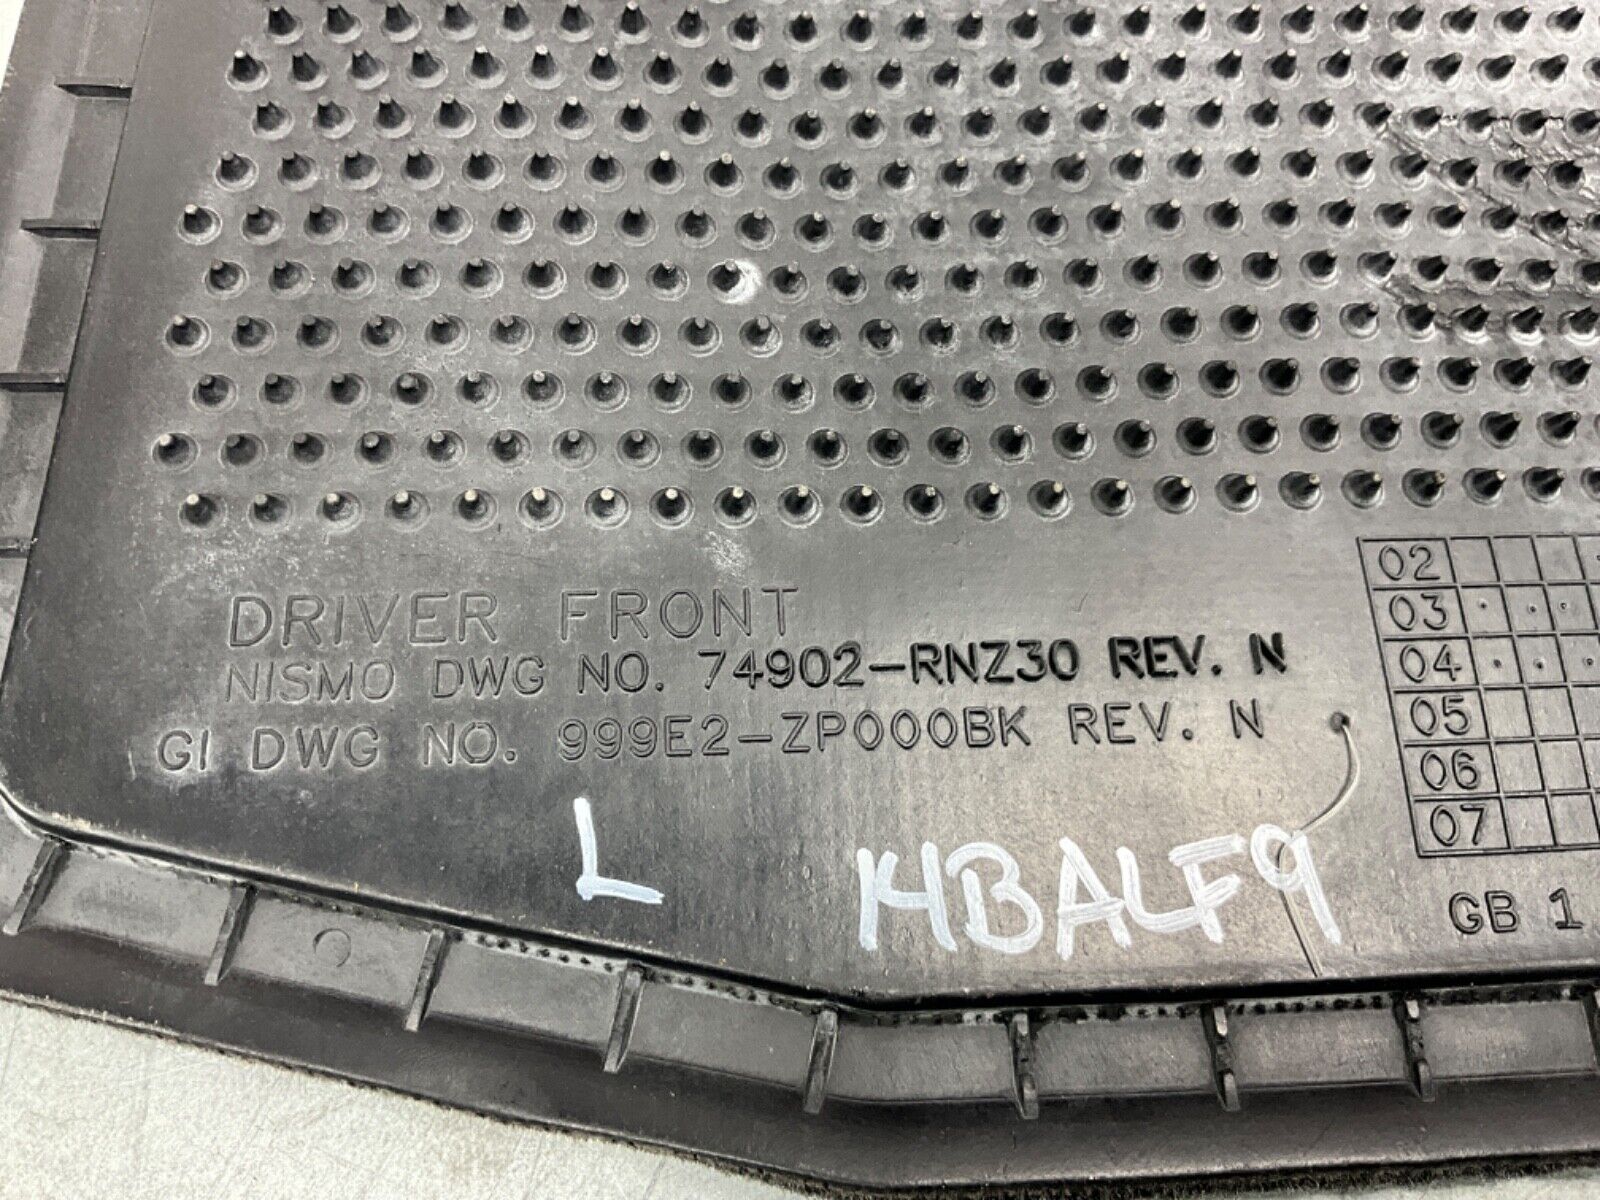 DRIVER FRONT
NISMO DWG NO. 74902-RNZ30 REV. N
GI DWG NO. 999E2-ZP000BK REV. N
L
14BALF9
02
03
04
05
06
07
GB 1